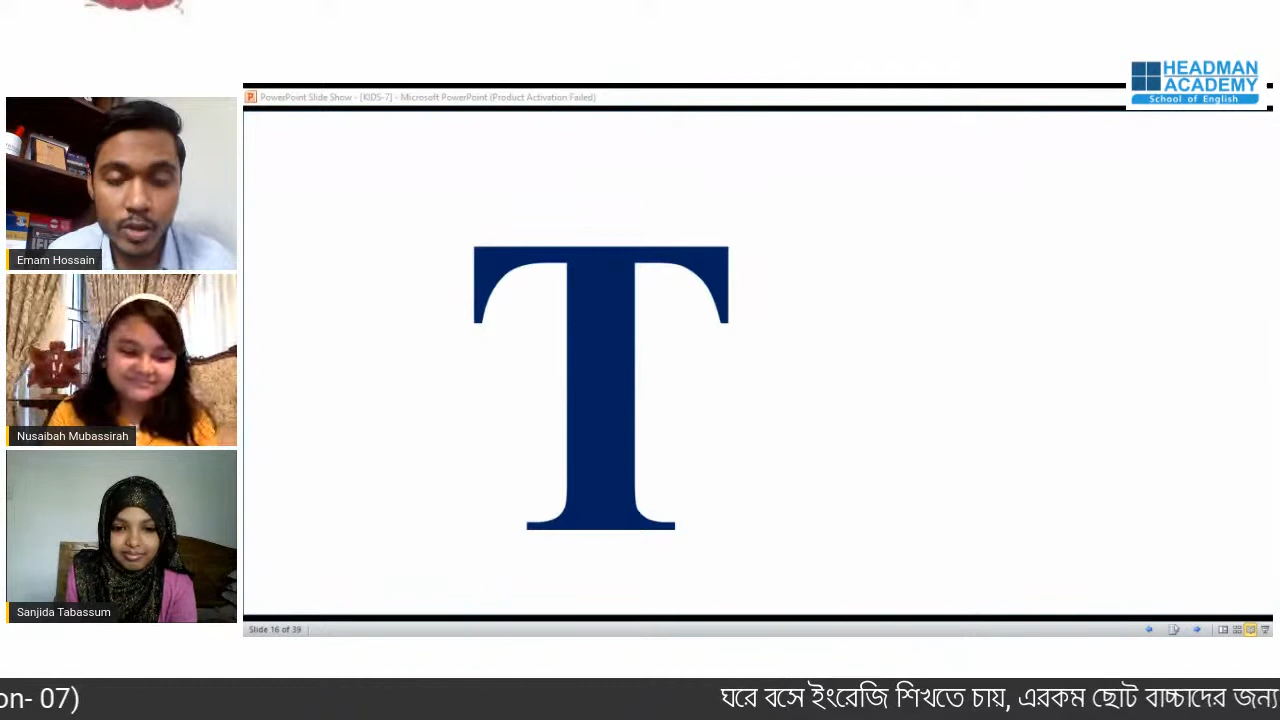 HEADMAN
ACADEMY
School of English
PowerPoint Slide Show - [KIDS-7] - Microsoft PowerPoint (Product Activation Failed)
Emam Hossain
Nusaibah Mubassirah
Sanjida Tabassum
T
Slide 16 of 39
on- 07) ঘরে বসে ইংরেজি শিখতে চায়, এরকম ছোট বাচ্চাদের জন্য